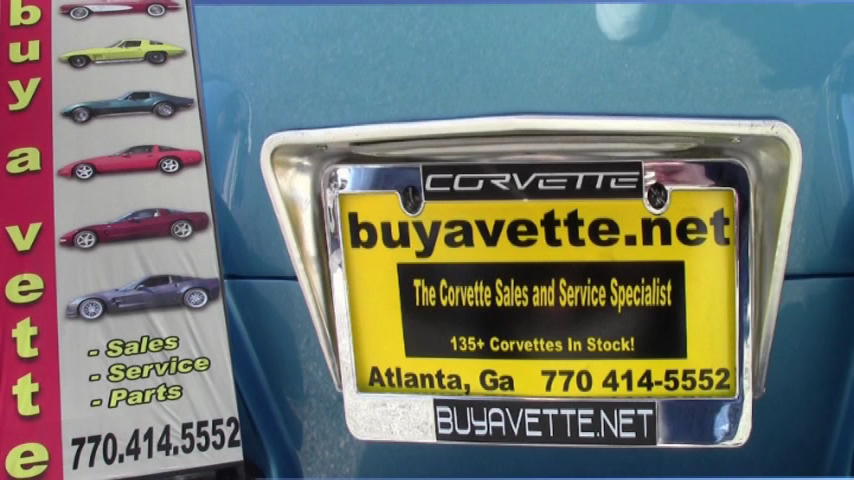 buy a vette
- Sales
- Service
- Parts
770.414.5552
CORVETTE
buyavette.net
The Corvette Sales and Service Specialist
135+ Corvettes In Stock!
Atlanta, Ga 770 414-5552
BUYAVETTE.NET